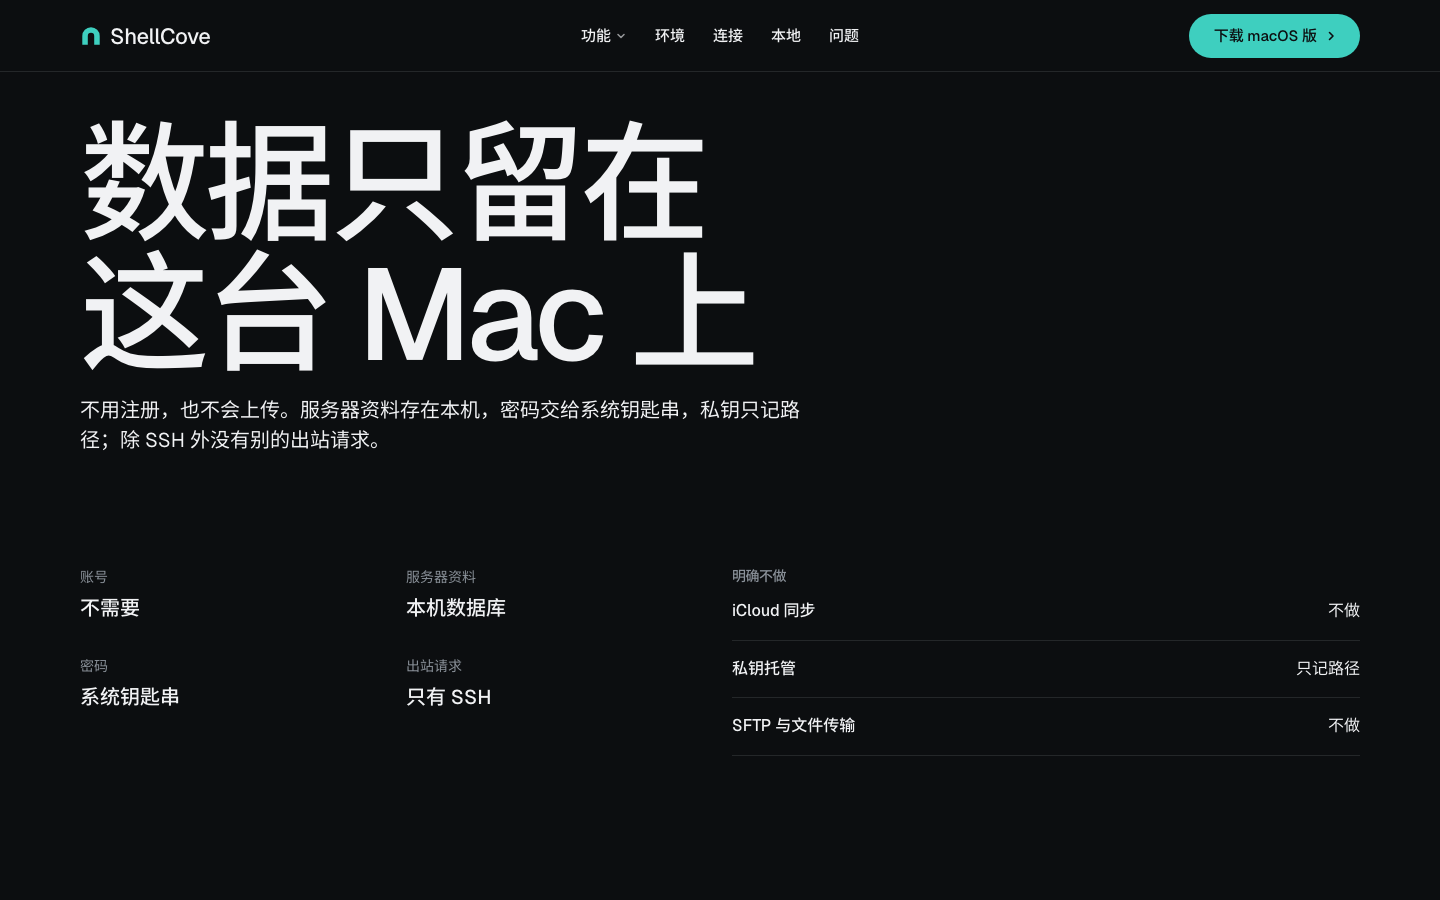 ShellCove
功能
环境
连接
本地
问题
下载 macOS 版
数据只留在
这台 Mac 上
不用注册，也不会上传。服务器资料存在本机，密码交给系统钥匙串，私钥只记路
径；除 SSH 外没有别的出站请求。
账号
不需要
服务器资料
本机数据库
密码
系统钥匙串
出站请求
只有 SSH
明确不做
iCloud 同步 不做
私钥托管 只记路径
SFTP 与文件传输 不做